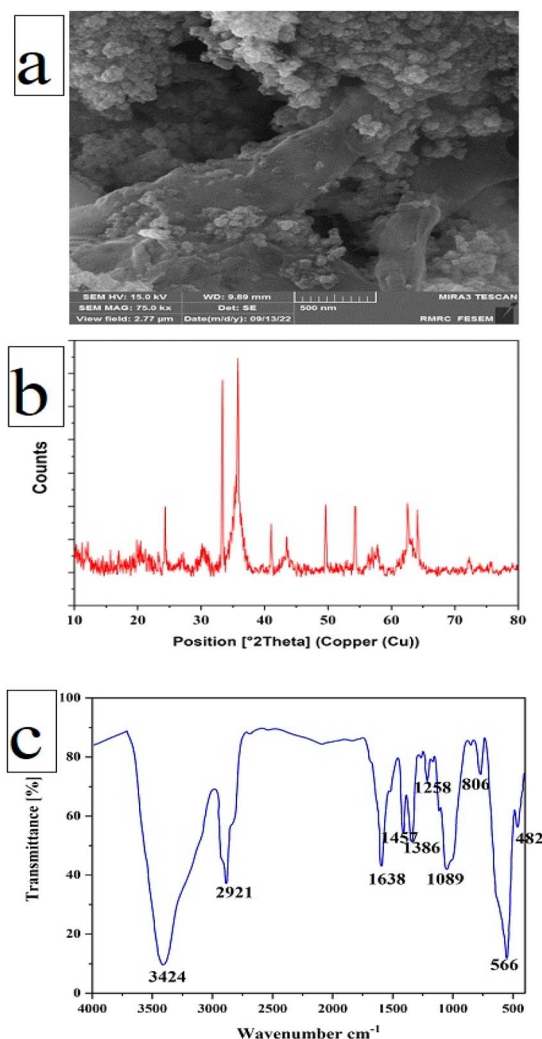 a
SEM HV: 15.0 kV WD: 9.89 mm MIRA3 TESCAN
SEM MAG: 75.0 kx Det: SE 500 nm
View field: 2.77 µm Date(m/d/y): 09/13/22 RMRC FESEM
b
Counts
10 20 30 40 50 60 70 80
Position [°2Theta] (Copper (Cu))
c
Transmittance [%]
100
80
60
40
20
0
3424
2921
1638
1457
1386
1258
1089
806
566
482
4000 3500 3000 2500 2000 1500 1000 500
Wavenumber cm-1